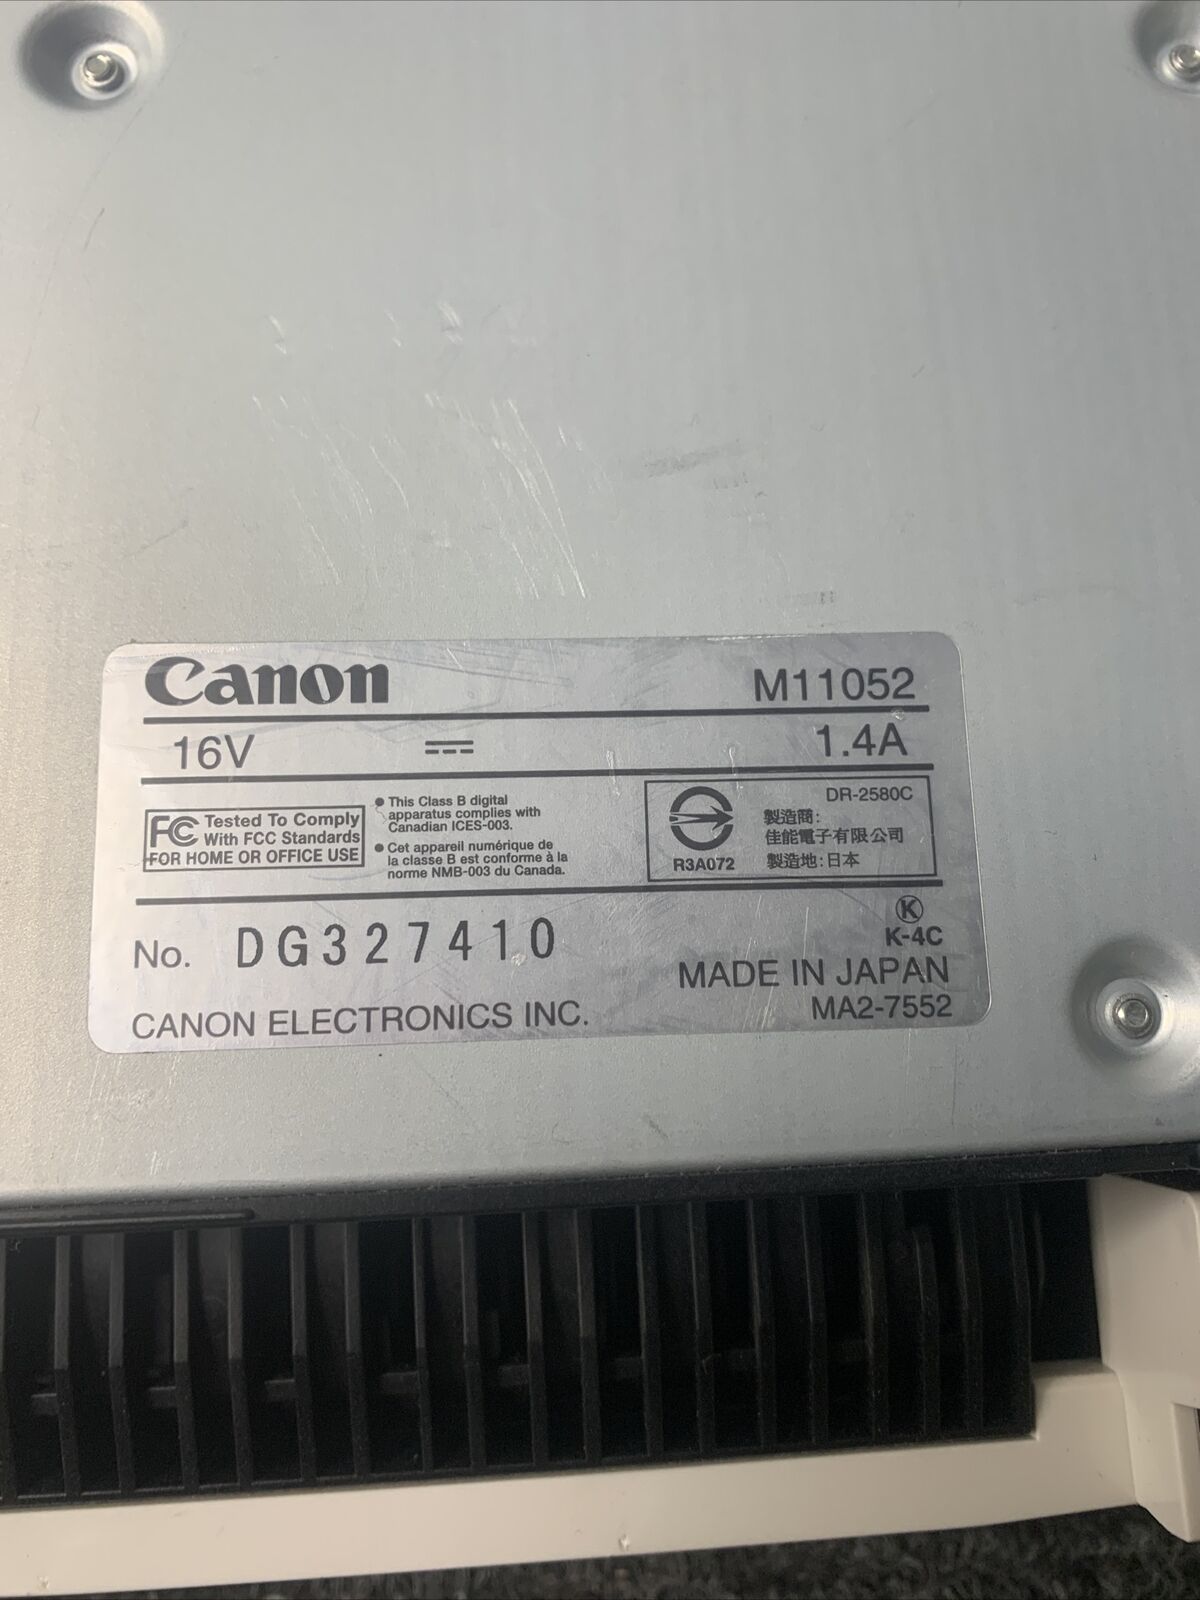 Canon M11052
16V 1.4A
FC Tested To Comply
With FCC Standards
FOR HOME OR OFFICE USE
● This Class B digital
apparatus complies with
Canadian ICES-003.
● Cet appareil numérique de
la classe B est conforme à la
norme NMB-003 du Canada.
R3A072
DR-2580C
製造商:
佳能電子有限公司
製造地:日本
No. DG327410
K
K-4C
MADE IN JAPAN
CANON ELECTRONICS INC. MA2-7552